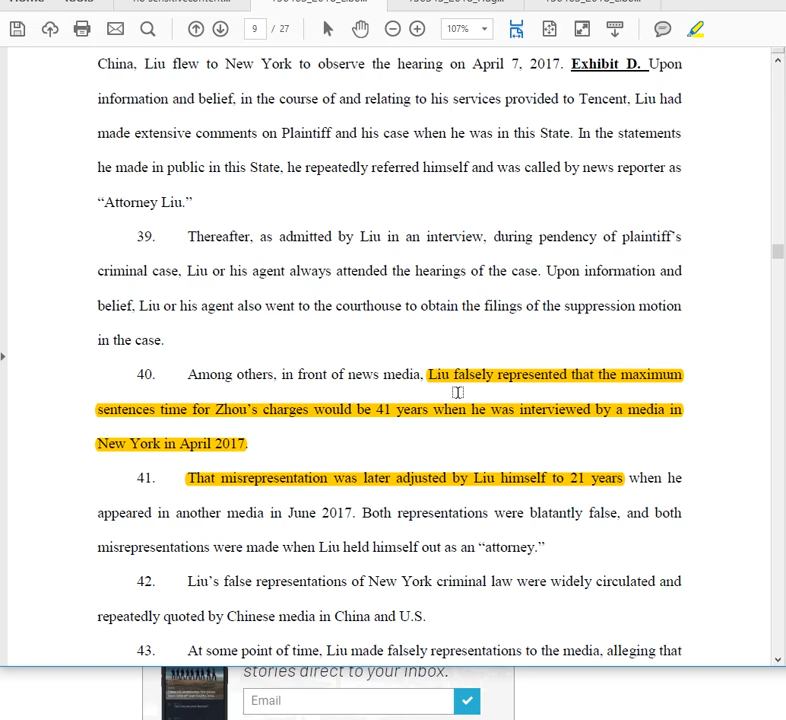 9 / 27
107%
China, Liu flew to New York to observe the hearing on April 7, 2017. Exhibit D. Upon
information and belief, in the course of and relating to his services provided to Tencent, Liu had
made extensive comments on Plaintiff and his case when he was in this State. In the statements
he made in public in this State, he repeatedly referred himself and was called by news reporter as
“Attorney Liu.”
39. Thereafter, as admitted by Liu in an interview, during pendency of plaintiff’s
criminal case, Liu or his agent always attended the hearings of the case. Upon information and
belief, Liu or his agent also went to the courthouse to obtain the filings of the suppression motion
in the case.
40. Among others, in front of news media, Liu falsely represented that the maximum
sentences time for Zhou’s charges would be 41 years when he was interviewed by a media in
New York in April 2017.
41. That misrepresentation was later adjusted by Liu himself to 21 years when he
appeared in another media in June 2017. Both representations were blatantly false, and both
misrepresentations were made when Liu held himself out as an “attorney.”
42. Liu’s false representations of New York criminal law were widely circulated and
repeatedly quoted by Chinese media in China and U.S.
43. At some point of time, Liu made falsely representations to the media, alleging that
stories direct to your inbox.
Email